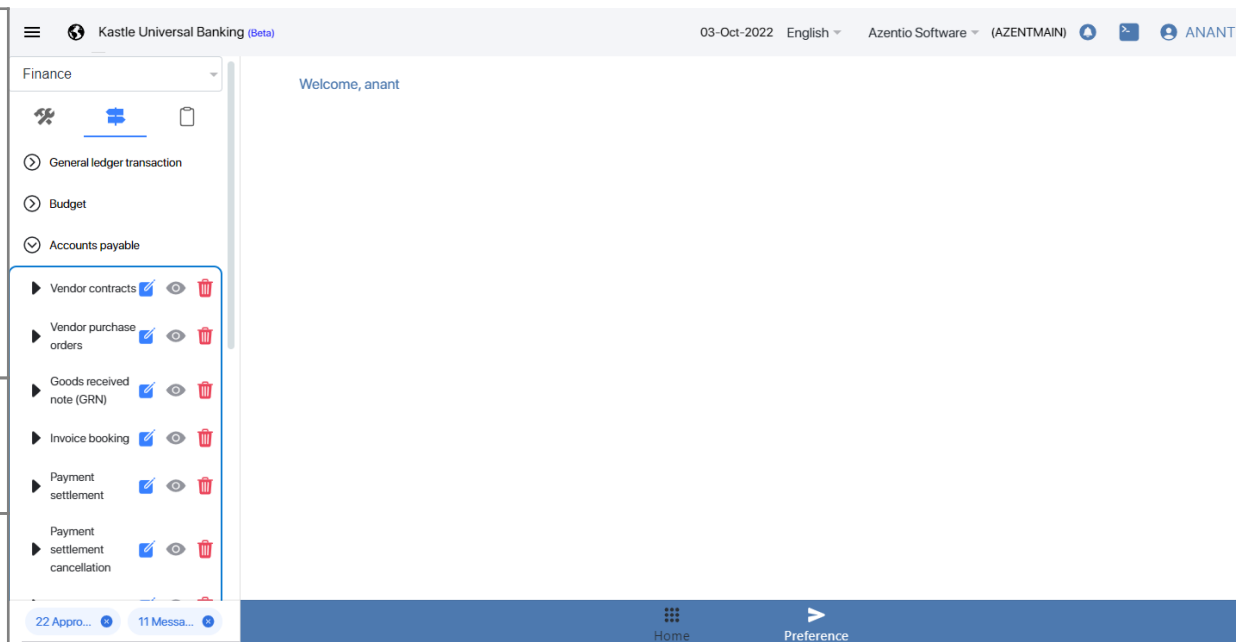 Kastle Universal Banking (Beta)
03-Oct-2022 English Azentio Software (AZENTMAIN) ANANT
Finance
Welcome, anant
General ledger transaction
Budget
Accounts payable
Vendor contracts
Vendor purchase
orders
Goods received
note (GRN)
Invoice booking
Payment
settlement
Payment
settlement
cancellation
22 Appro... 11 Messa...
Home Preference